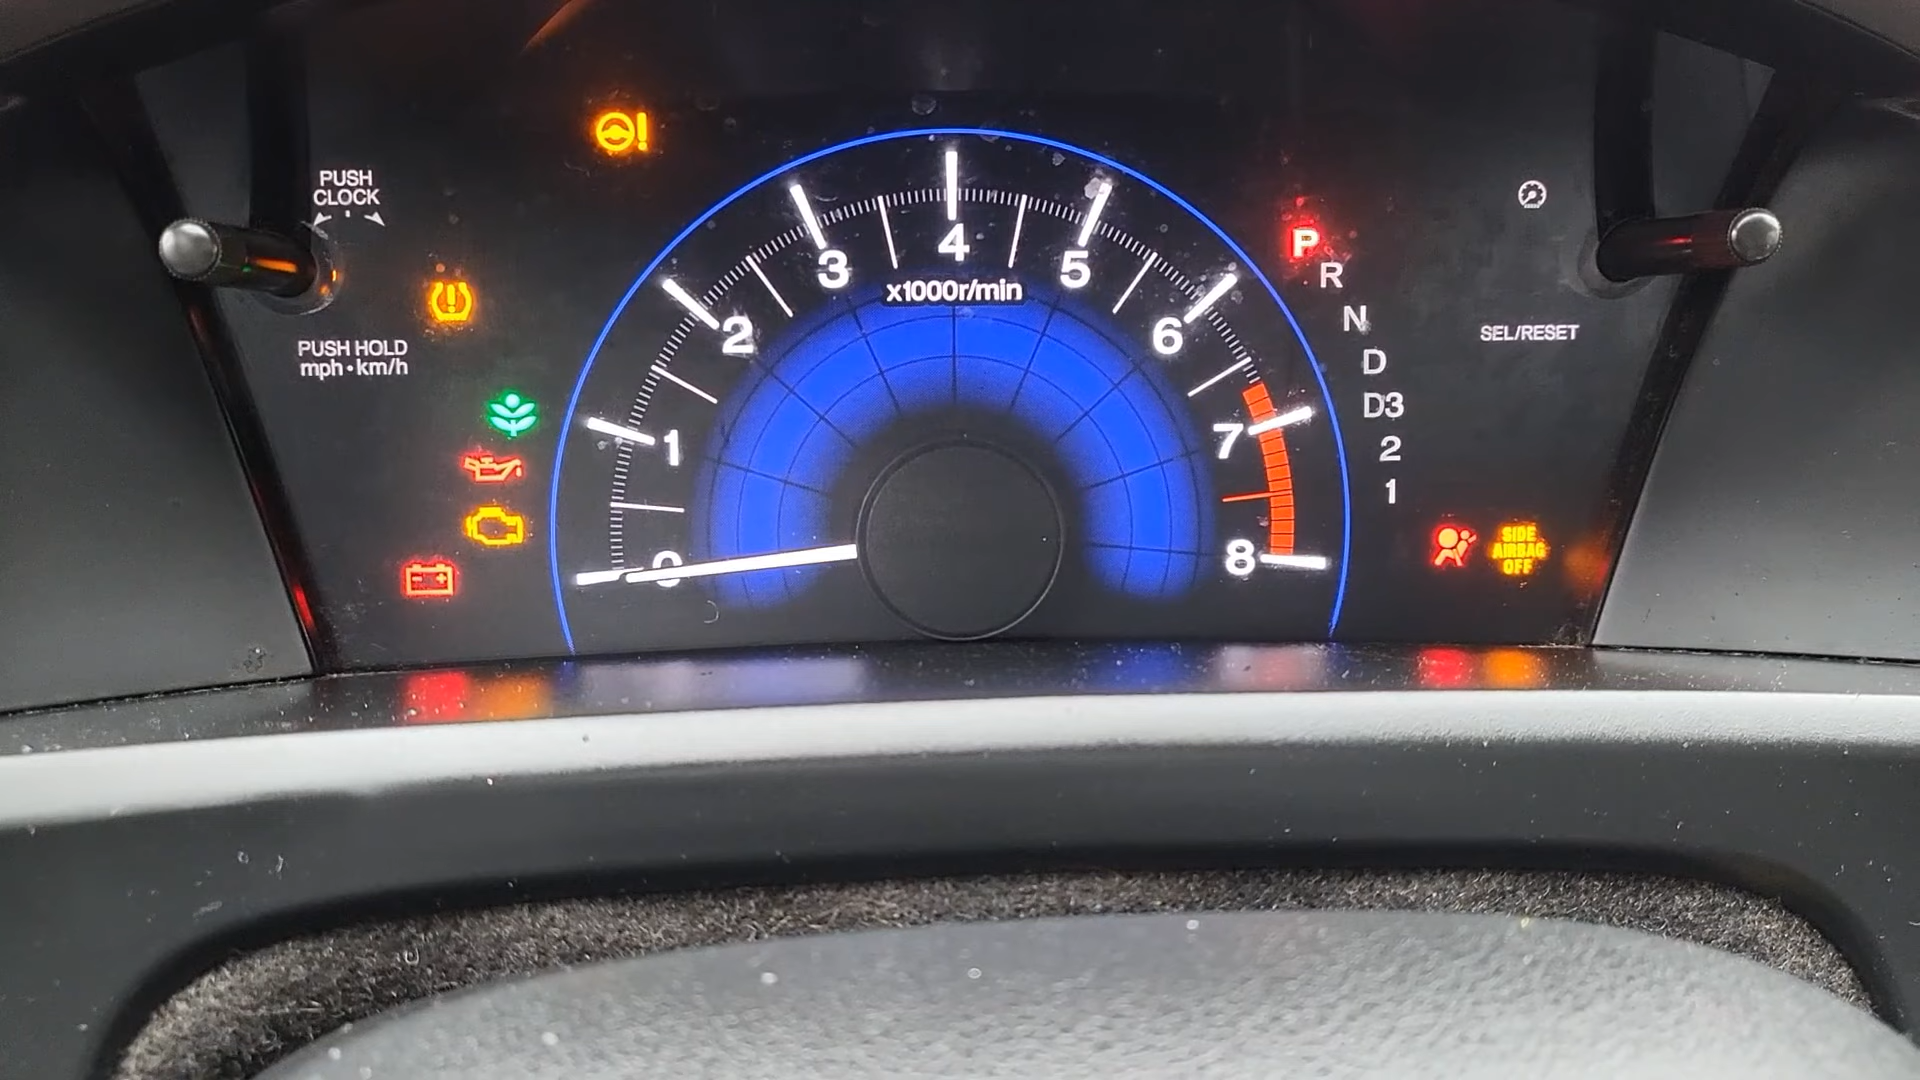 PUSH
CLOCK
PUSH HOLD
mph•km/h
0
1
2
3
4
5
6
7
8
x1000r/min
P
R
N
D
D3
2
1
SEL/RESET
SIDE
AIRBAG
OFF